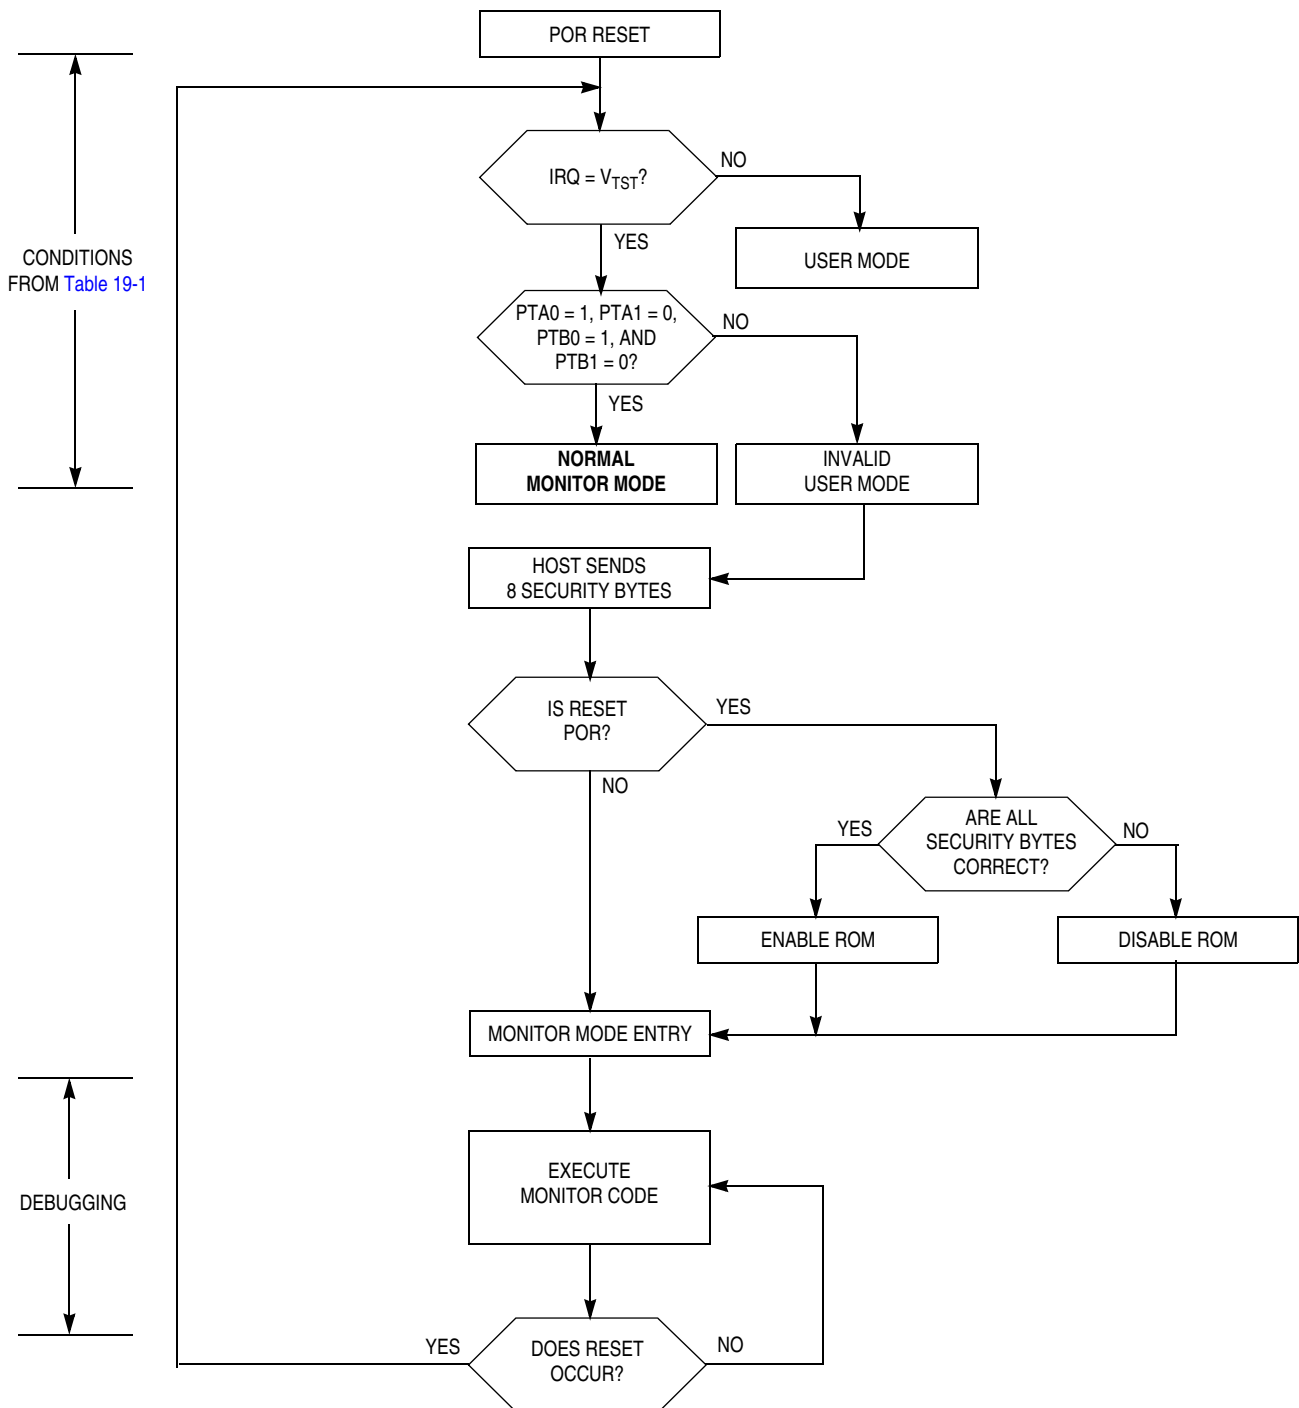 POR RESET
IRQ = VTST?
NO
YES
USER MODE
CONDITIONS
FROM Table 19-1
PTA0 = 1, PTA1 = 0,
PTB0 = 1, AND
PTB1 = 0?
NO
YES
NORMAL
MONITOR MODE
INVALID
USER MODE
HOST SENDS
8 SECURITY BYTES
IS RESET
POR?
YES
NO
ARE ALL
SECURITY BYTES
CORRECT?
YES
NO
ENABLE ROM
DISABLE ROM
MONITOR MODE ENTRY
EXECUTE
MONITOR CODE
DEBUGGING
DOES RESET
OCCUR?
YES
NO